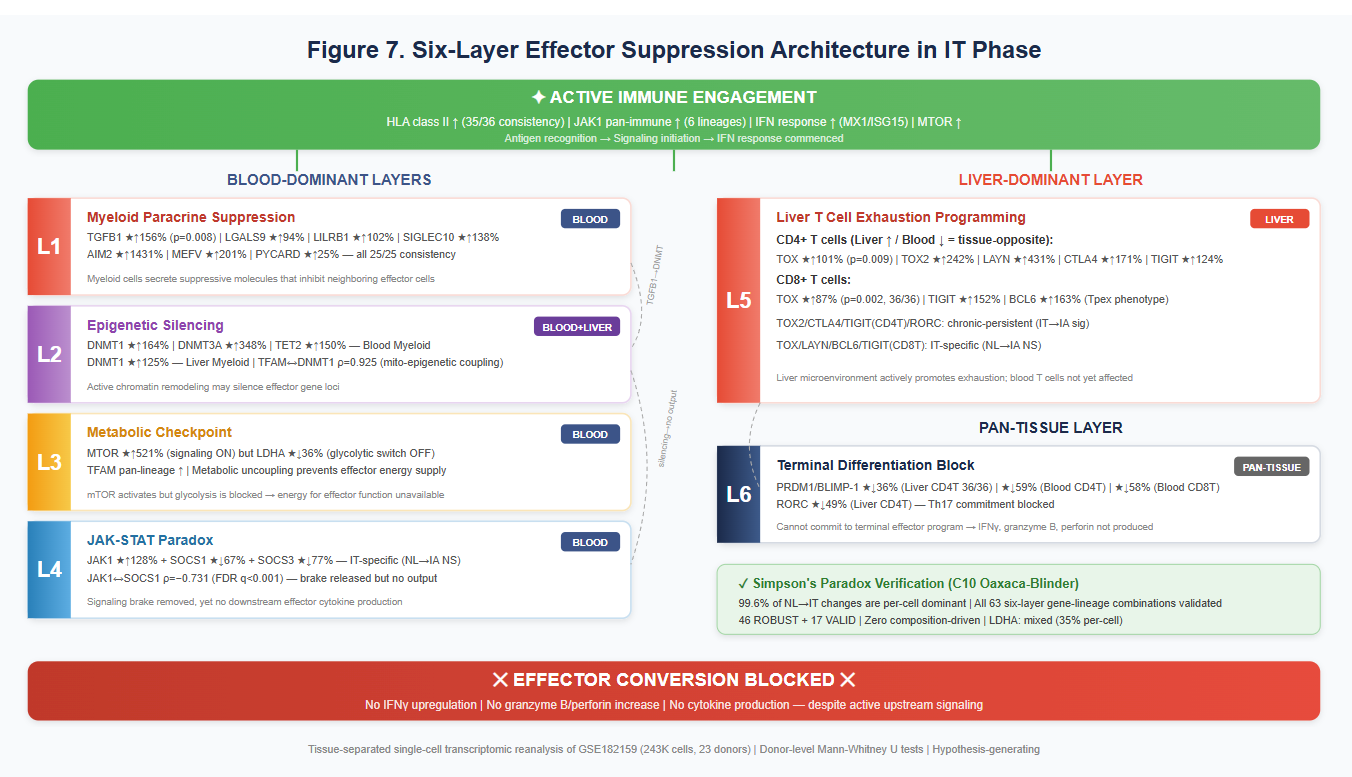 Figure 7. Six-Layer Effector Suppression Architecture in IT Phase
✦ ACTIVE IMMUNE ENGAGEMENT
HLA class II ↑ (35/36 consistency) | JAK1 pan-immune ↑ (6 lineages) | IFN response ↑ (MX1/ISG15) | MTOR ↑
Antigen recognition → Signaling initiation → IFN response commenced
BLOOD-DOMINANT LAYERS
L1
Myeloid Paracrine Suppression
BLOOD
TGFB1 ★↑156% (p=0.008) | LGALS9 ★↑94% | LILRB1 ★↑102% | SIGLEC10 ★↑138%
AIM2 ★↑1431% | MEFV ★↑201% | PYCARD ★↑25% — all 25/25 consistency
Myeloid cells secrete suppressive molecules that inhibit neighboring effector cells
L2
Epigenetic Silencing
BLOOD+LIVER
DNMT1 ★↑164% | DNMT3A ★↑348% | TET2 ★↑150% — Blood Myeloid
DNMT1 ★↑125% — Liver Myeloid | TFAM↔DNMT1 ρ=0.925 (mito-epigenetic coupling)
Active chromatin remodeling may silence effector gene loci
L3
Metabolic Checkpoint
BLOOD
MTOR ★↑521% (signaling ON) but LDHA ★↓36% (glycolytic switch OFF)
TFAM pan-lineage ↑ | Metabolic uncoupling prevents effector energy supply
mTOR activates but glycolysis is blocked → energy for effector function unavailable
L4
JAK-STAT Paradox
BLOOD
JAK1 ★↑128% + SOCS1 ★↓67% + SOCS3 ★↓77% — IT-specific (NL→IA NS)
JAK1↔SOCS1 ρ=−0.731 (FDR q<0.001) — brake released but no output
Signaling brake removed, yet no downstream effector cytokine production
TGFB1→DNMT
silencing→no output
LIVER-DOMINANT LAYER
L5
Liver T Cell Exhaustion Programming
LIVER
CD4+ T cells (Liver ↑ / Blood ↓ = tissue-opposite):
TOX ★↑101% (p=0.009) | TOX2 ★↑242% | LAYN ★↑431% | CTLA4 ★↑171% | TIGIT ★↑124%
CD8+ T cells:
TOX ★↑87% (p=0.002, 36/36) | TIGIT ★↑152% | BCL6 ★↑163% (Tpex phenotype)
TOX2/CTLA4/TIGIT(CD4T)/RORC: chronic-persistent (IT→IA sig)
TOX/LAYN/BCL6/TIGIT(CD8T): IT-specific (NL→IA NS)
Liver microenvironment actively promotes exhaustion; blood T cells not yet affected
PAN-TISSUE LAYER
L6
Terminal Differentiation Block
PAN-TISSUE
PRDM1/BLIMP-1 ★↓36% (Liver CD4T 36/36) | ★↓59% (Blood CD4T) | ★↓58% (Blood CD8T)
RORC ★↓49% (Liver CD4T) — Th17 commitment blocked
Cannot commit to terminal effector program → IFNγ, granzyme B, perforin not produced
✓ Simpson's Paradox Verification (C10 Oaxaca-Blinder)
99.6% of NL→IT changes are per-cell dominant | All 63 six-layer gene-lineage combinations validated
46 ROBUST + 17 VALID | Zero composition-driven | LDHA: mixed (35% per-cell)
❌ EFFECTOR CONVERSION BLOCKED ❌
No IFNγ upregulation | No granzyme B/perforin increase | No cytokine production — despite active upstream signaling
Tissue-separated single-cell transcriptomic reanalysis of GSE182159 (243K cells, 23 donors) | Donor-level Mann-Whitney U tests | Hypothesis-generating